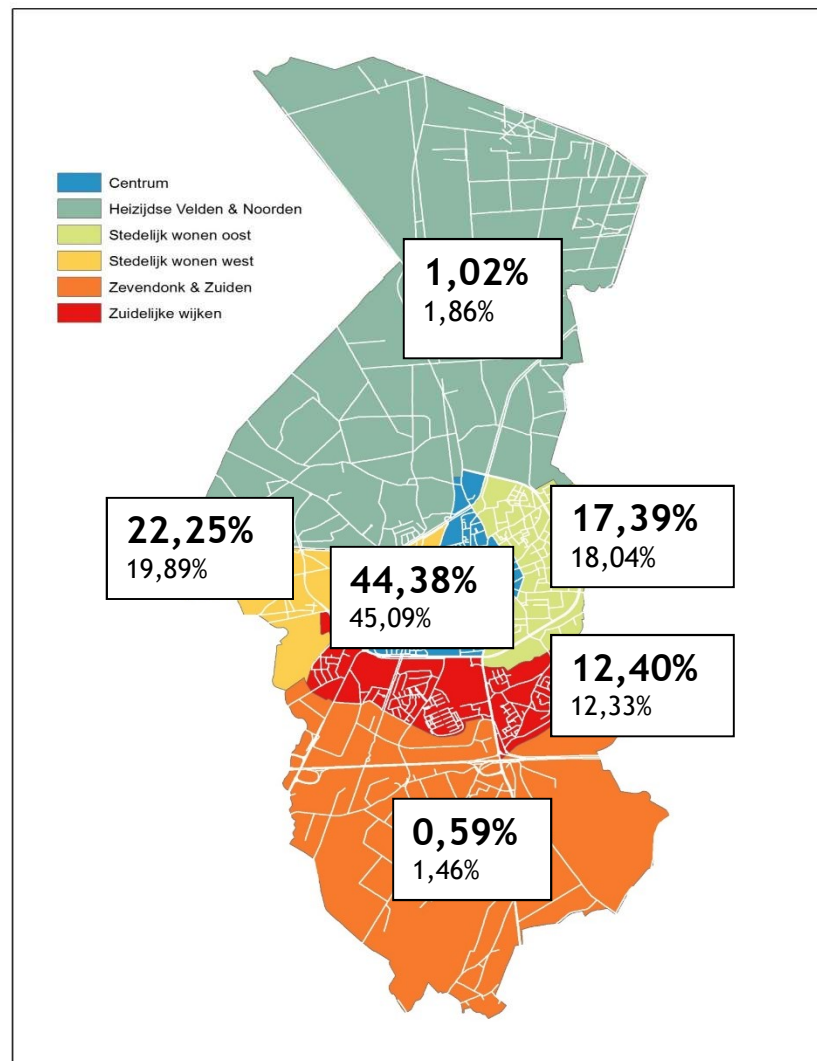 Centrum
Heizijdse Velden & Noorden
Stedelijk wonen oost
Stedelijk wonen west
Zevendonk & Zuiden
Zuidelijke wijken
1,02%
1,86%
22,25%
19,89%
17,39%
18,04%
44,38%
45,09%
12,40%
12,33%
0,59%
1,46%